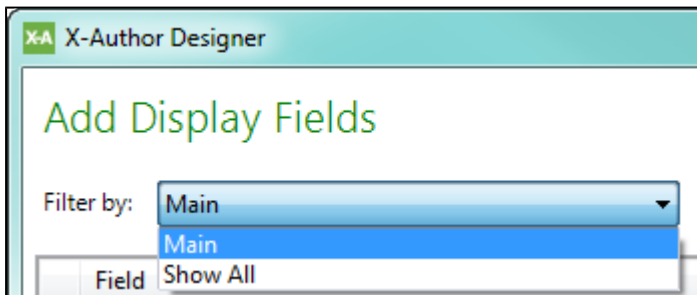 X-A X-Author Designer
Add Display Fields
Filter by: Main
Main
Show All
Field